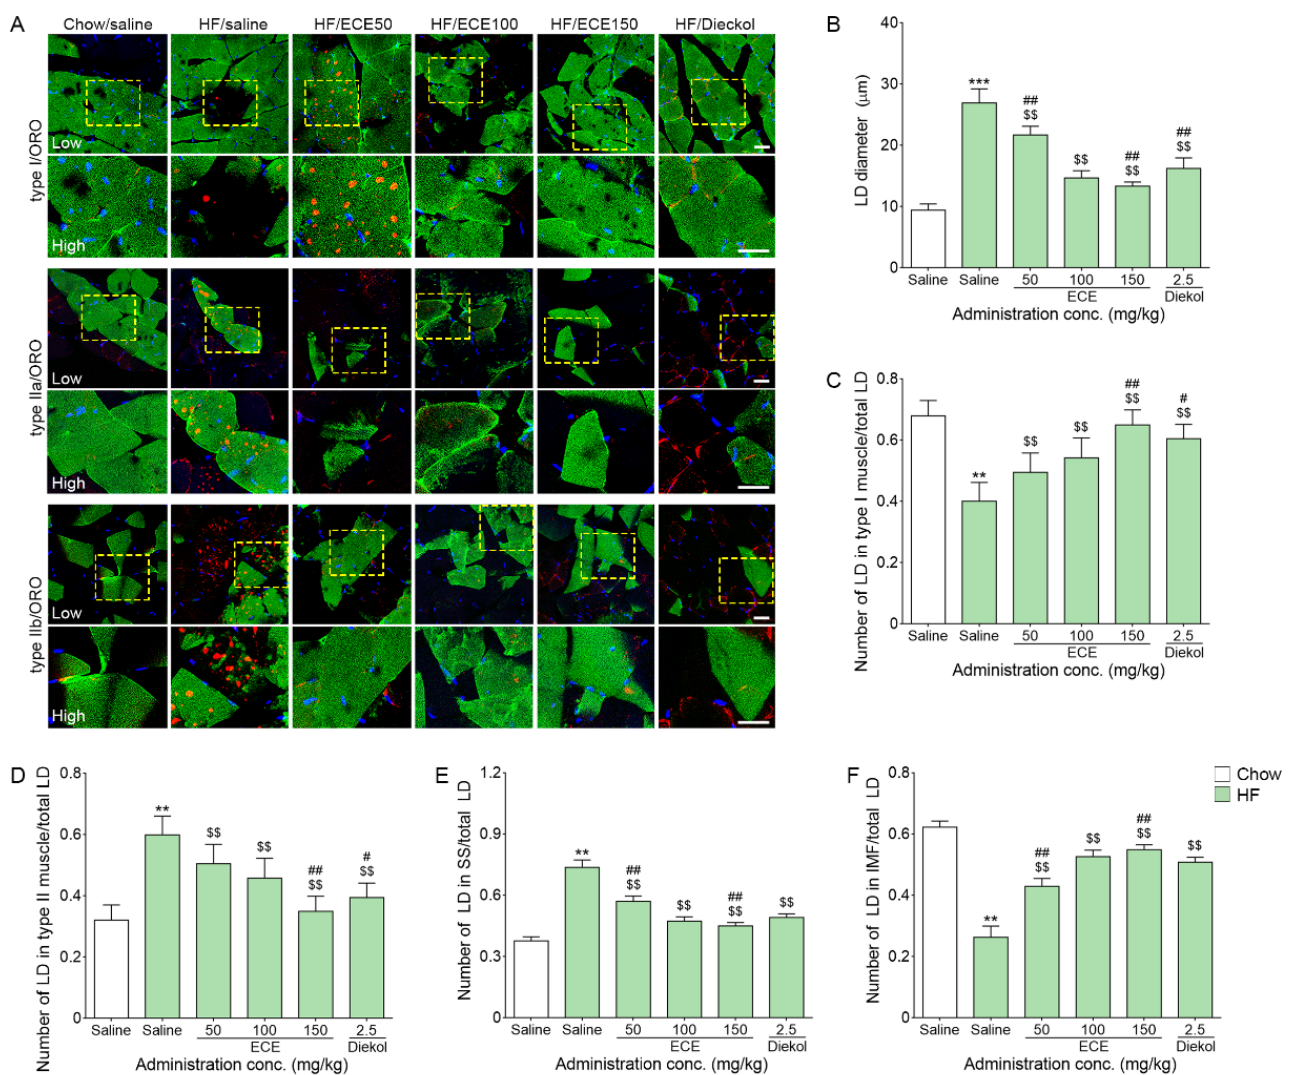 A
Chow/saline HF/saline HF/ECE50 HF/ECE100 HF/ECE150 HF/Dieckol
type I/ORO
Low
High
type IIa/ORO
Low
High
type IIb/ORO
Low
High
B
LD diameter (μm)
40
30
20
10
0
***
##
$$
$$
##
$$
##
$$
Saline Saline 50 100 150 2.5
ECE Diekol
Administration conc. (mg/kg)
C
Number of LD in type I muscle/total LD
0.8
0.6
0.4
0.2
0
**
$$
$$
##
$$
#
$$
Saline Saline 50 100 150 2.5
ECE Diekol
Administration conc. (mg/kg)
D
Number of LD in type II muscle/total LD
0.8
0.6
0.4
0.2
0
**
$$
$$
##
$$
#
$$
Saline Saline 50 100 150 2.5
ECE Diekol
Administration conc. (mg/kg)
E
Number of LD in SS/total LD
1.2
0.9
0.6
0.3
0
**
##
$$
$$
##
$$
$$
Saline Saline 50 100 150 2.5
ECE Diekol
Administration conc. (mg/kg)
F
Number of LD in IMF/total LD
0.8
0.6
0.4
0.2
0
**
##
$$
$$
##
$$
$$
Saline Saline 50 100 150 2.5
ECE Diekol
Administration conc. (mg/kg)
Chow
HF